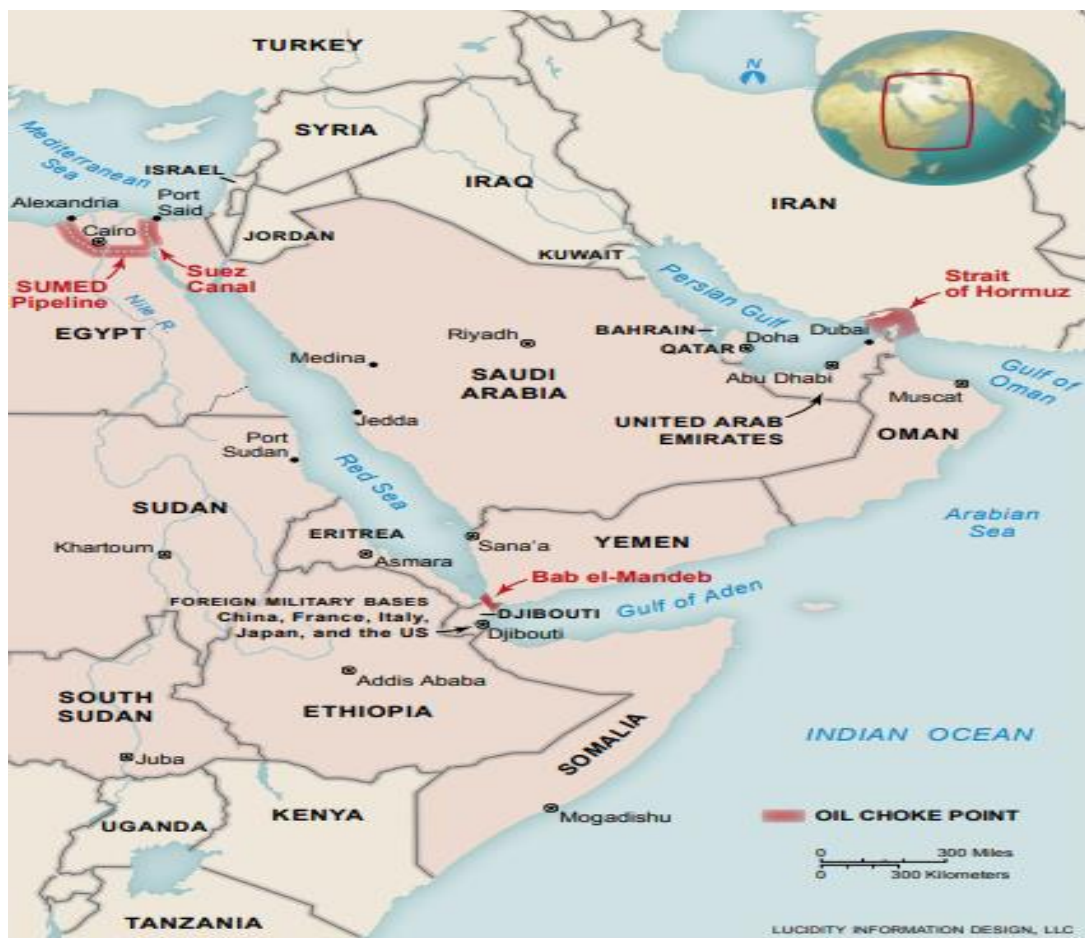 TURKEY
N
SYRIA
Mediterranean
Sea
ISRAEL
IRAQ
IRAN
Alexandria
Port
Said
Cairo
JORDAN
KUWAIT
SUMED
Pipeline
Suez
Canal
Persian Gulf
Strait
of Hormuz
Nile R.
EGYPT
Riyadh
BAHRAIN
Doha
Dubai
QATAR
Medina
SAUDI
ARABIA
Abu Dhabi
Gulf of
Oman
Muscat
Jedda
UNITED ARAB
EMIRATES
OMAN
Port
Sudan
Red Sea
SUDAN
Arabian
Sea
ERITREA
YEMEN
Khartoum
Asmara
Sana'a
Bab el-Mandeb
FOREIGN MILITARY BASES
China, France, Italy,
Japan, and the US
DJIBOUTI
Djibouti
Gulf of Aden
Addis Ababa
SOUTH
SUDAN
ETHIOPIA
SOMALIA
INDIAN OCEAN
Juba
KENYA
UGANDA
Mogadishu
OIL CHOKE POINT
0 300 Miles
0 300 Kilometers
TANZANIA
LUCIDITY INFORMATION DESIGN, LLC